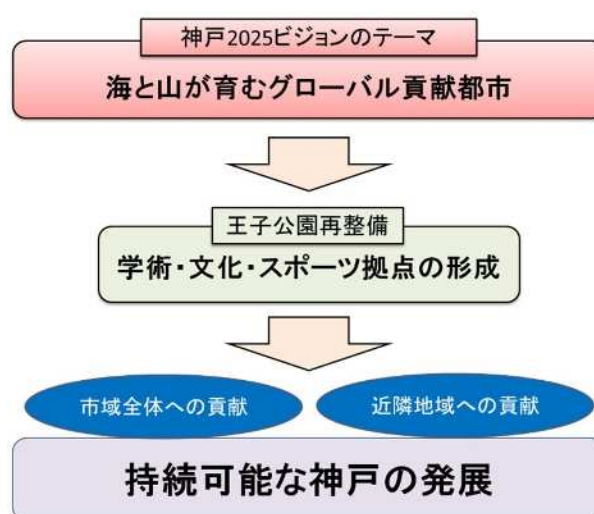 神戸2025ビジョンのテーマ
海と山が育むグローバル貢献都市
王子公園再整備
学術・文化・スポーツ拠点の形成
市域全体への貢献
近隣地域への貢献
持続可能な神戸の発展